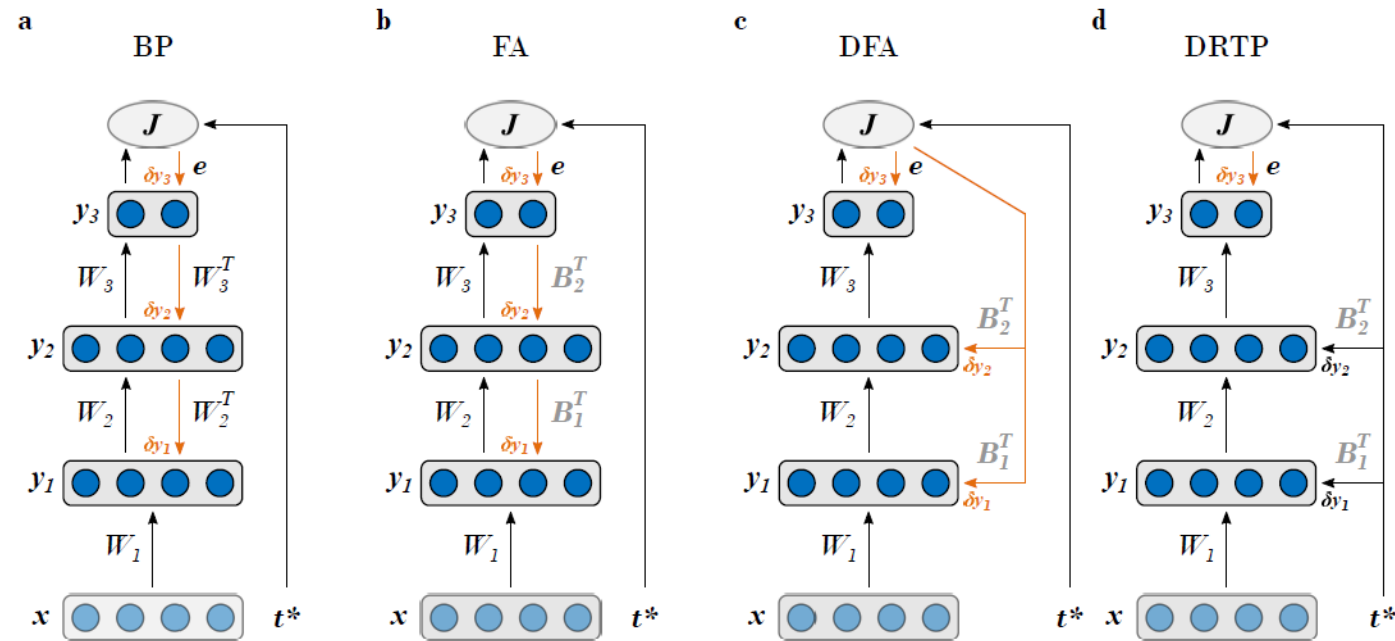 a BP b FA c DFA d DRTP
J J J J
δy₃ e δy₃ e δy₃ e δy₃ e
y₃ y₃ y₃ y₃
W₃ W₃ᵀ W₃ B₂ᵀ W₃ B₂ᵀ W₃ B₂ᵀ
δy₂ δy₂
y₂ y₂ y₂ δy₂ y₂ δy₂
W₂ W₂ᵀ W₂ B₁ᵀ W₂ B₁ᵀ W₂ B₁ᵀ
δy₁ δy₁
y₁ y₁ y₁ δy₁ y₁ δy₁
W₁ W₁ W₁ W₁
x t* x t* x t* x t*